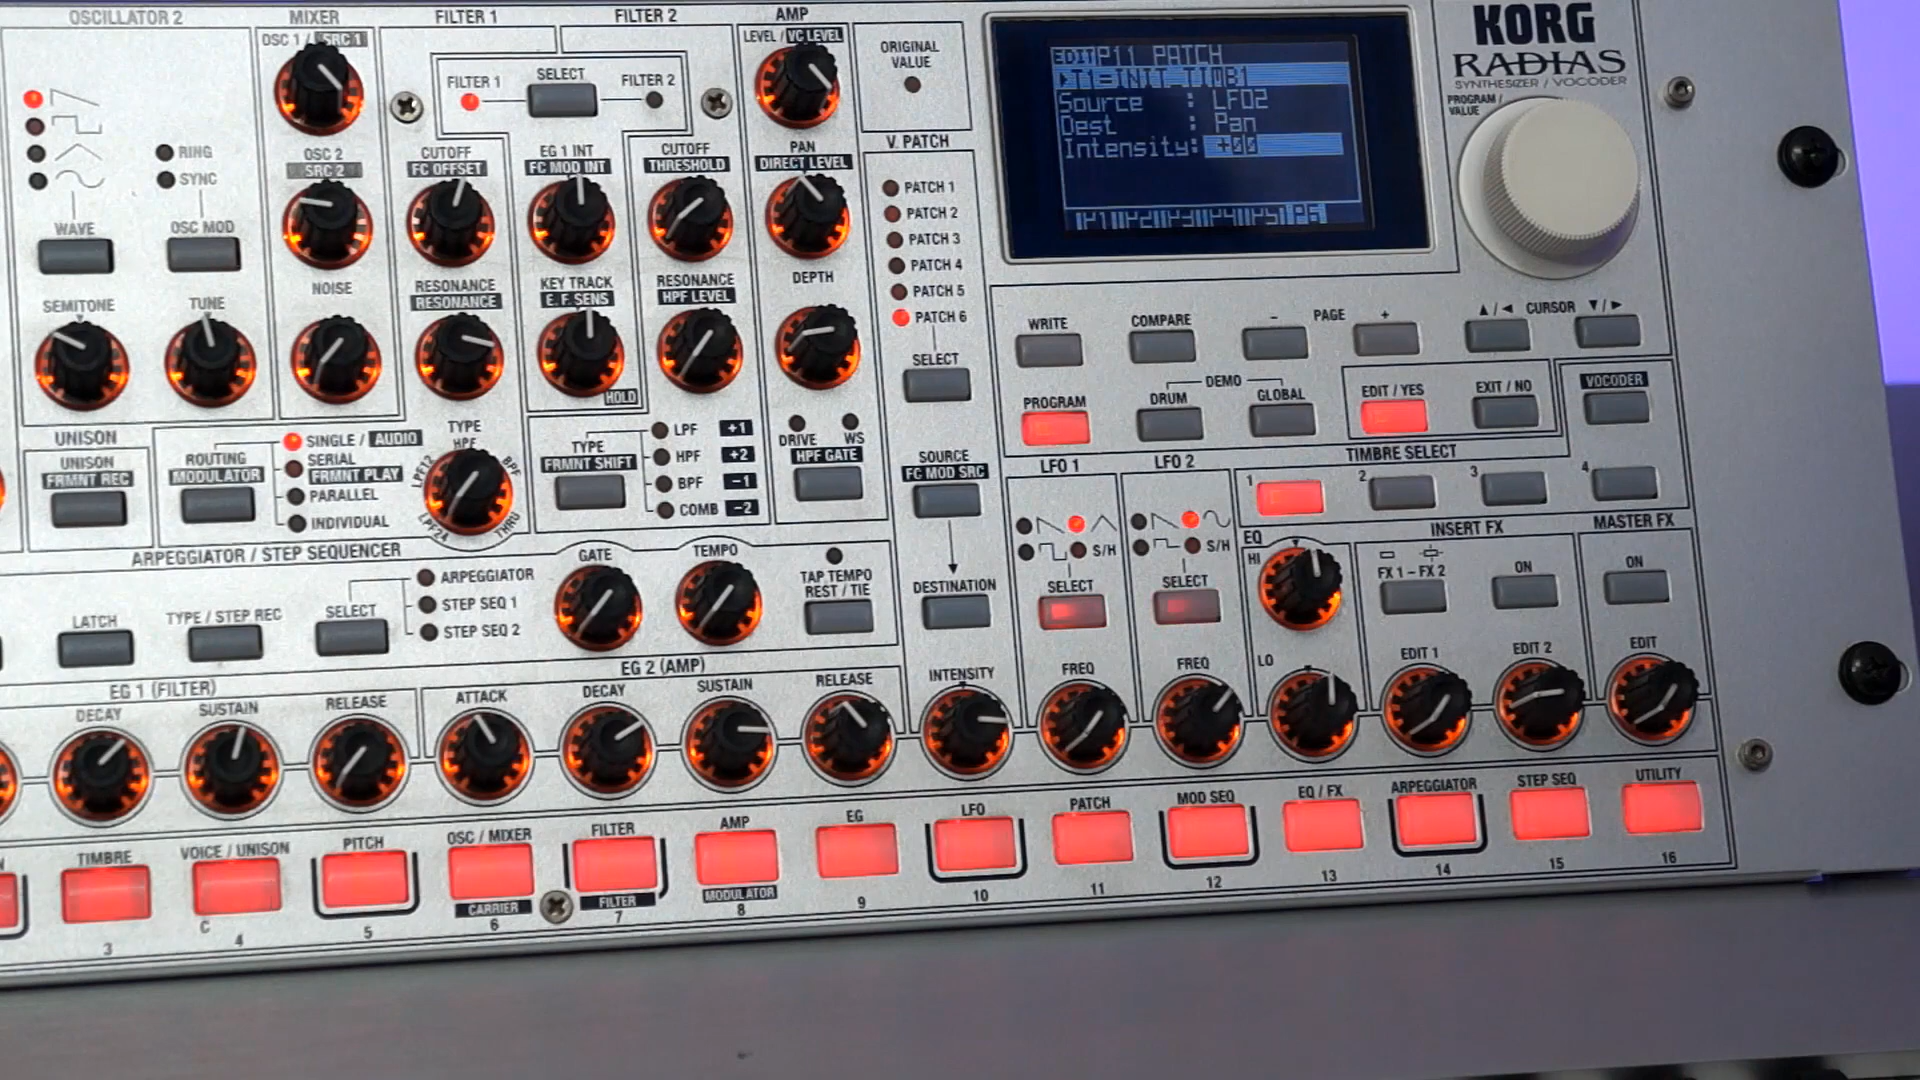 OSCILLATOR 2
MIXER
FILTER 1
FILTER 2
AMP
OSC 1 / SRC 1
LEVEL / VC LEVEL
ORIGINAL
VALUE
FILTER 1
SELECT
FILTER 2
RING
SYNC
WAVE
OSC MOD
OSC 2
SRC 2
CUTOFF
FC OFFSET
EG 1 INT
FC MOD INT
CUTOFF
THRESHOLD
PAN
DIRECT LEVEL
V. PATCH
PATCH 1
PATCH 2
PATCH 3
PATCH 4
PATCH 5
PATCH 6
SELECT
SEMITONE
TUNE
NOISE
RESONANCE
RESONANCE
KEY TRACK
E. F. SENS
HOLD
RESONANCE
HPF LEVEL
DEPTH
EDIT P11 PATCH
INIT TIMB1
Source : LFO2
Dest : Pan
Intensity: +00
P1 P2 P3 P4 P5 P6
KORG
RADIAS
SYNTHESIZER / VOCODER
PROGRAM /
VALUE
WRITE
COMPARE
- PAGE +
▲/◀ CURSOR ▼/▶
PROGRAM
DRUM
DEMO
GLOBAL
EDIT / YES
EXIT / NO
VOCODER
TIMBRE SELECT
1
2
3
4
UNISON
UNISON
FRMNT REC
ROUTING
MODULATOR
SINGLE / AUDIO
SERIAL
FRMNT PLAY
PARALLEL
INDIVIDUAL
TYPE
HPF
LPF12
BPF
LPF24
THRU
TYPE
FRMNT SHIFT
LPF +1
HPF +2
BPF -1
COMB -2
DRIVE
WS
HPF GATE
SOURCE
FC MOD SRC
DESTINATION
LFO 1
S/H
SELECT
LFO 2
S/H
SELECT
EQ
HI
LO
INSERT FX
FX 1 - FX 2
ON
MASTER FX
ON
ARPEGGIATOR / STEP SEQUENCER
LATCH
TYPE / STEP REC
SELECT
ARPEGGIATOR
STEP SEQ 1
STEP SEQ 2
GATE
TEMPO
TAP TEMPO
REST / TIE
EG 1 (FILTER)
DECAY
SUSTAIN
RELEASE
EG 2 (AMP)
ATTACK
DECAY
SUSTAIN
RELEASE
INTENSITY
FREQ
FREQ
EDIT 1
EDIT 2
EDIT
TIMBRE
3
VOICE / UNISON
C
4
PITCH
5
OSC / MIXER
CARRIER
6
FILTER
FILTER
7
AMP
MODULATOR
8
EG
9
LFO
10
PATCH
11
MOD SEQ
12
EQ / FX
13
ARPEGGIATOR
14
STEP SEQ
15
UTILITY
16